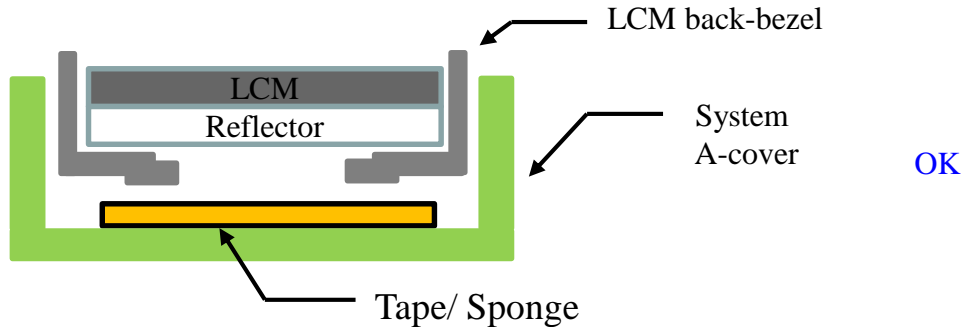 LCM back-bezel
LCM
Reflector
System
A-cover
OK
Tape/ Sponge